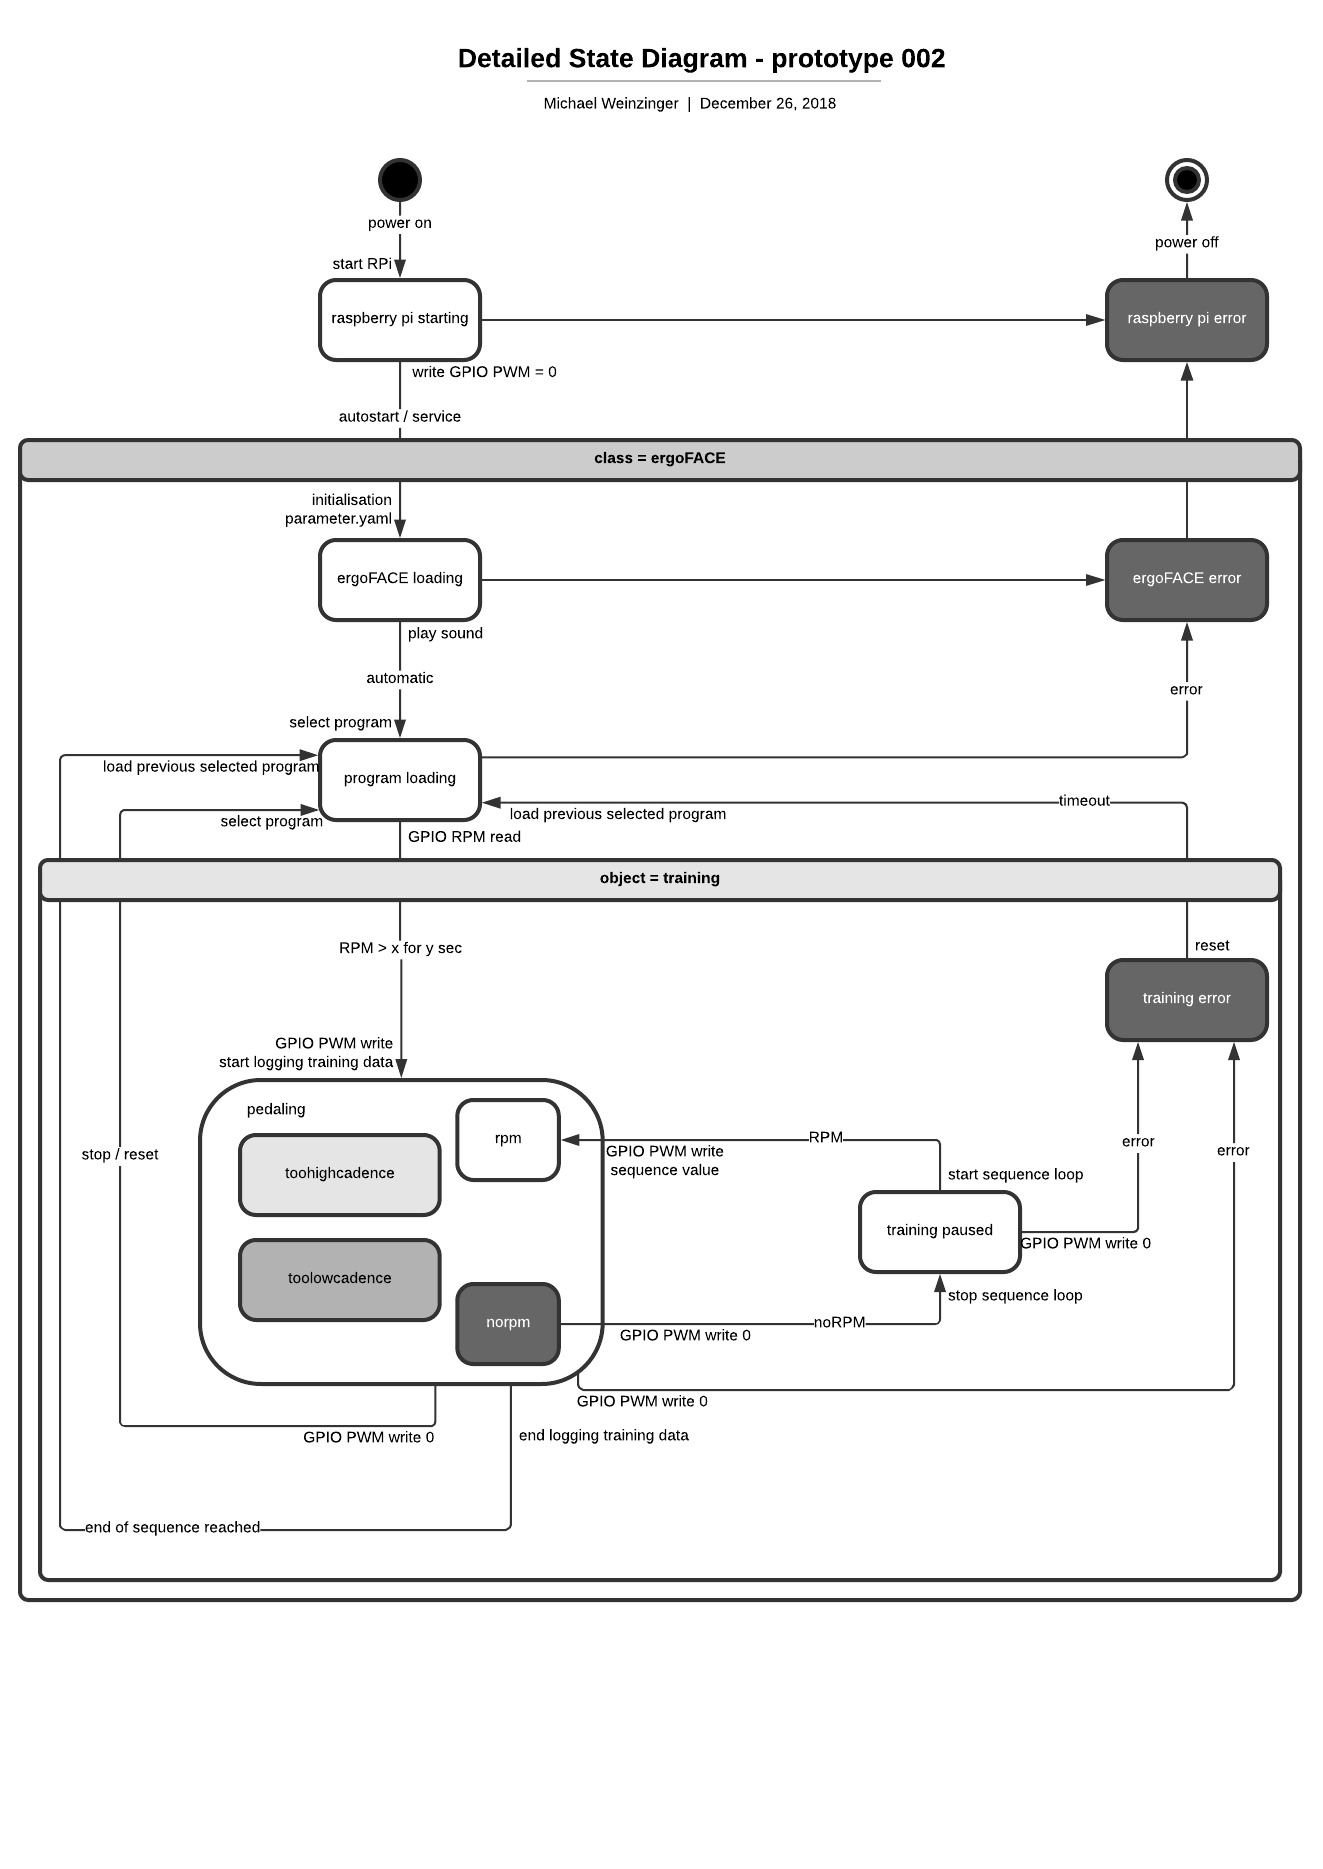 Detailed State Diagram - prototype 002
Michael Weinzinger | December 26, 2018
power on
power off
start RPi
raspberry pi starting
raspberry pi error
write GPIO PWM = 0
autostart / service
class = ergoFACE
initialisation
parameter.yaml
ergoFACE loading
ergoFACE error
play sound
automatic
error
select program
load previous selected program
program loading
timeout
load previous selected program
select program
GPIO RPM read
object = training
RPM > x for y sec
reset
training error
GPIO PWM write
start logging training data
pedaling
rpm
RPM
error
error
GPIO PWM write
sequence value
stop / reset
toohighcadence
start sequence loop
training paused
GPIO PWM write 0
toolowcadence
stop sequence loop
norpm
noRPM
GPIO PWM write 0
GPIO PWM write 0
GPIO PWM write 0
end logging training data
end of sequence reached